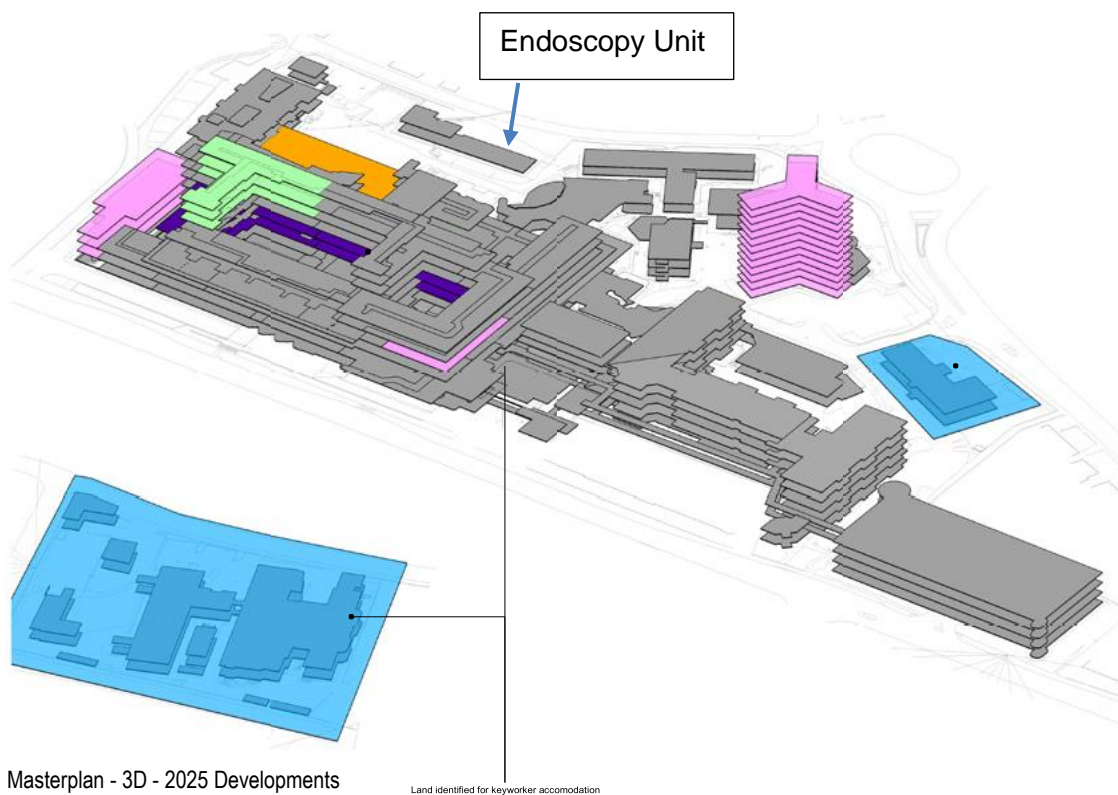 Endoscopy Unit
Masterplan - 3D - 2025 Developments
Land identified for keyworker accomodation